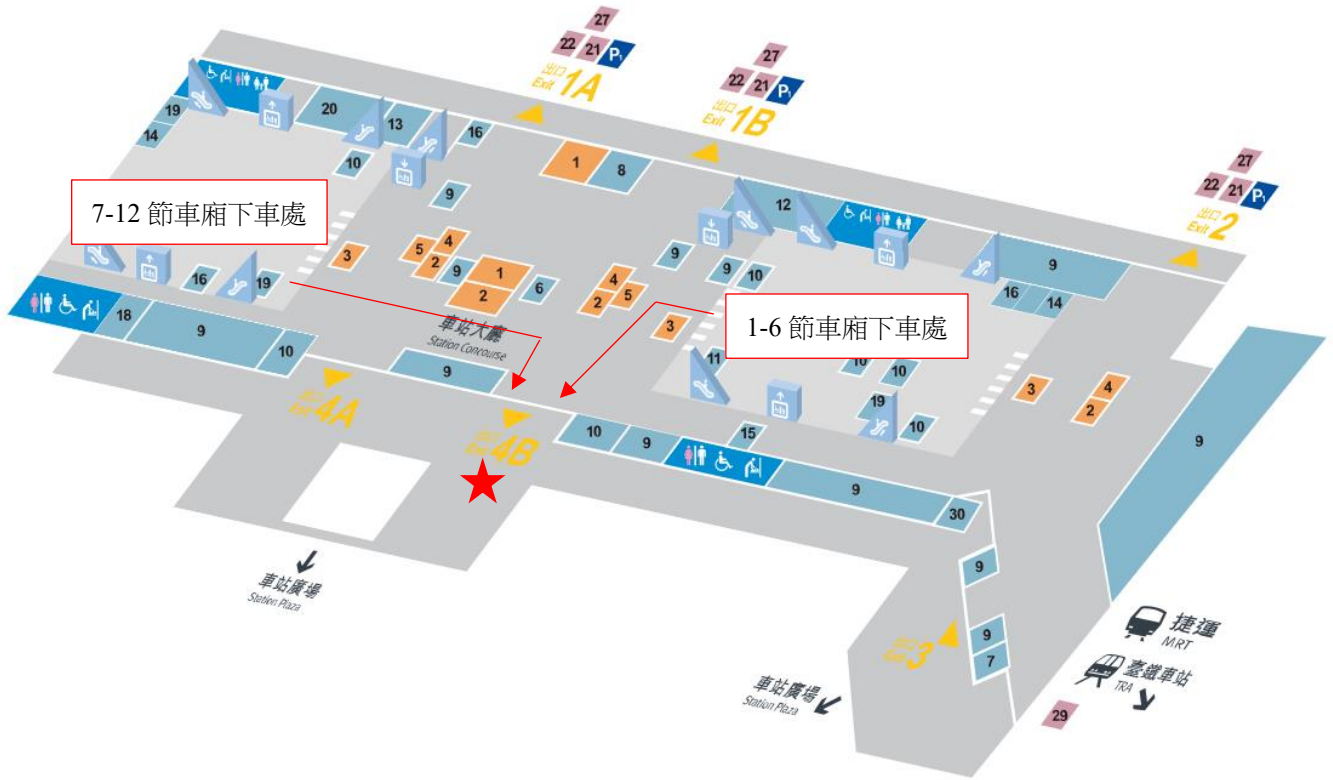 27
22 21 P1
出口
Exit 1A
27
22 21 P1
出口
Exit 1B
27
22 21 P1
出口
Exit 2
19
14
20
13
16
10
9
1
8
12
9
16
14
7-12 節車廂下車處
3
5
4
2
9
1
2
6
4
2
5
9
9
10
3
1-6 節車廂下車處
16
19
18
9
10
車站大廳
Station Concourse
9
11
10
10
19
10
3
4
2
9
出口
Exit 4A
出口
Exit 4B
10
9
15
9
30
9
9
7
出口
Exit 3
車站廣場
Station Plaza
車站廣場
Station Plaza
捷運
MRT
臺鐵車站
TRA
29